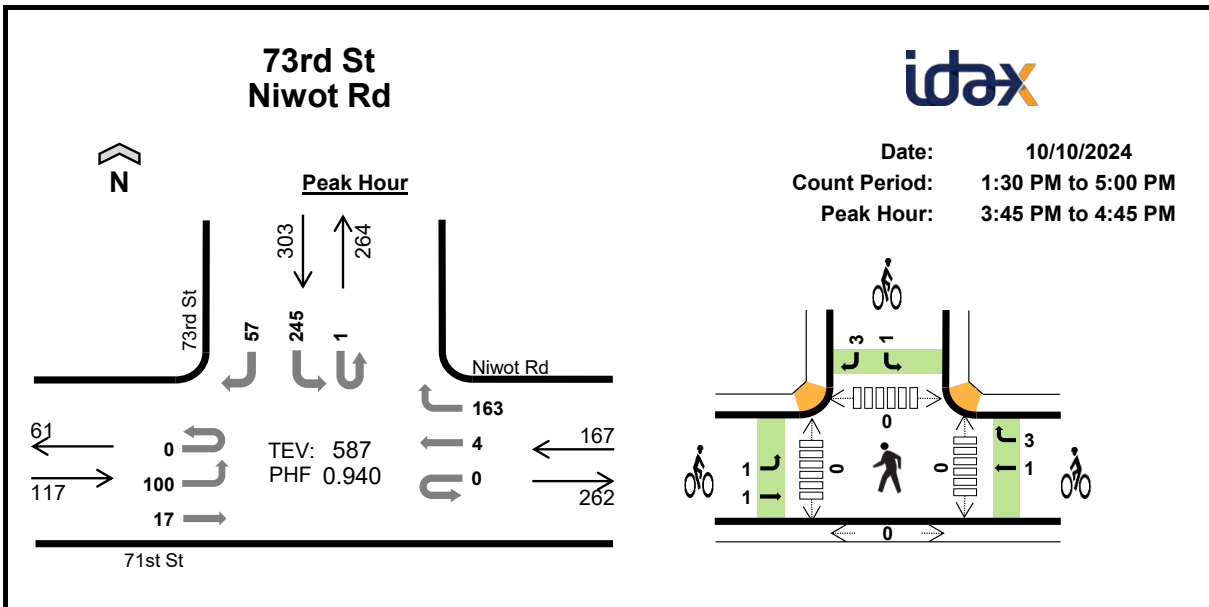 73rd St
Niwot Rd
idax
Date: 10/10/2024
Count Period: 1:30 PM to 5:00 PM
Peak Hour: 3:45 PM to 4:45 PM
N
Peak Hour
303
264
73rd St
57
245
1
Niwot Rd
163
4
0
61
117
0
100
17
TEV: 587
PHF 0.940
167
262
71st St
3
1
0
1
1
0
0
3
1
0